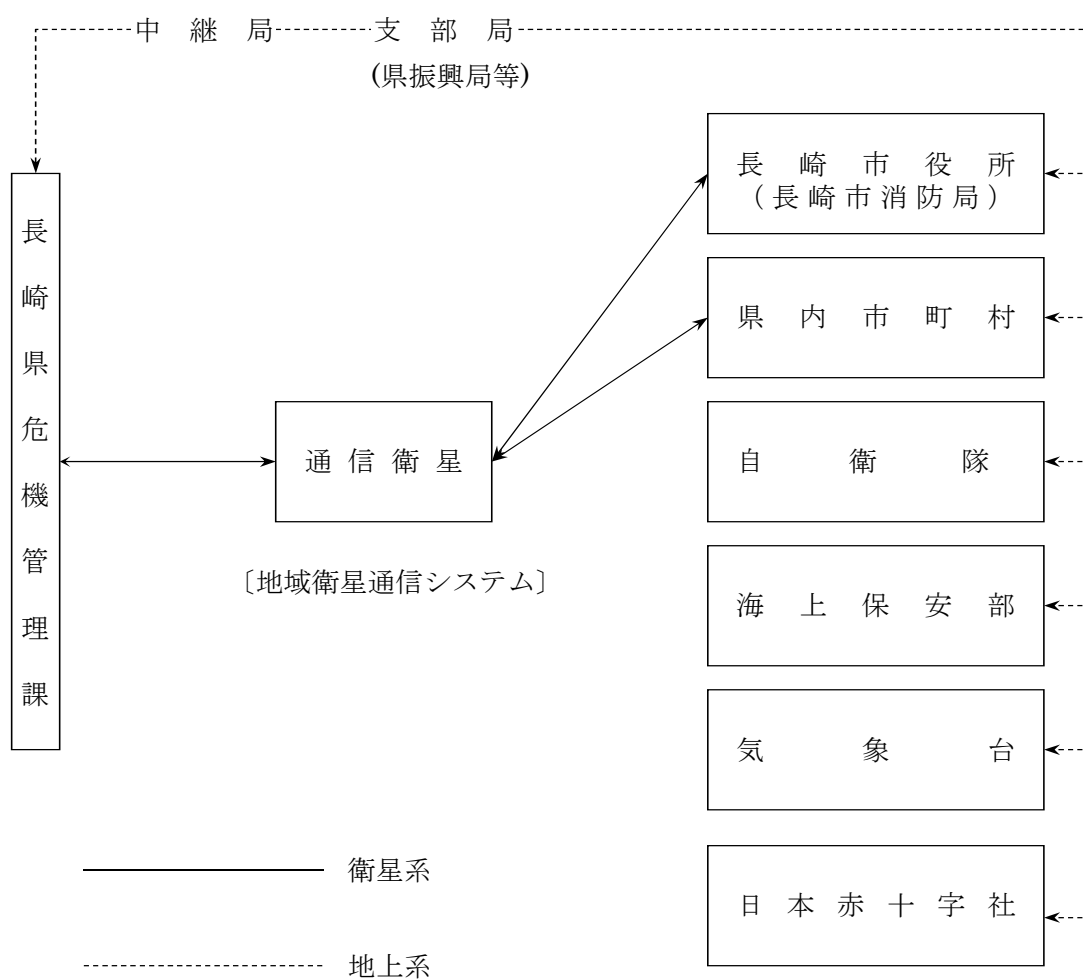 中継局 支部局
(県振興局等)
長崎県危機管理課
通信衛星
〔地域衛星通信システム〕
長崎市役所
(長崎市消防局)
県内市町村
自衛隊
海上保安部
気象台
日本赤十字社
衛星系
地上系